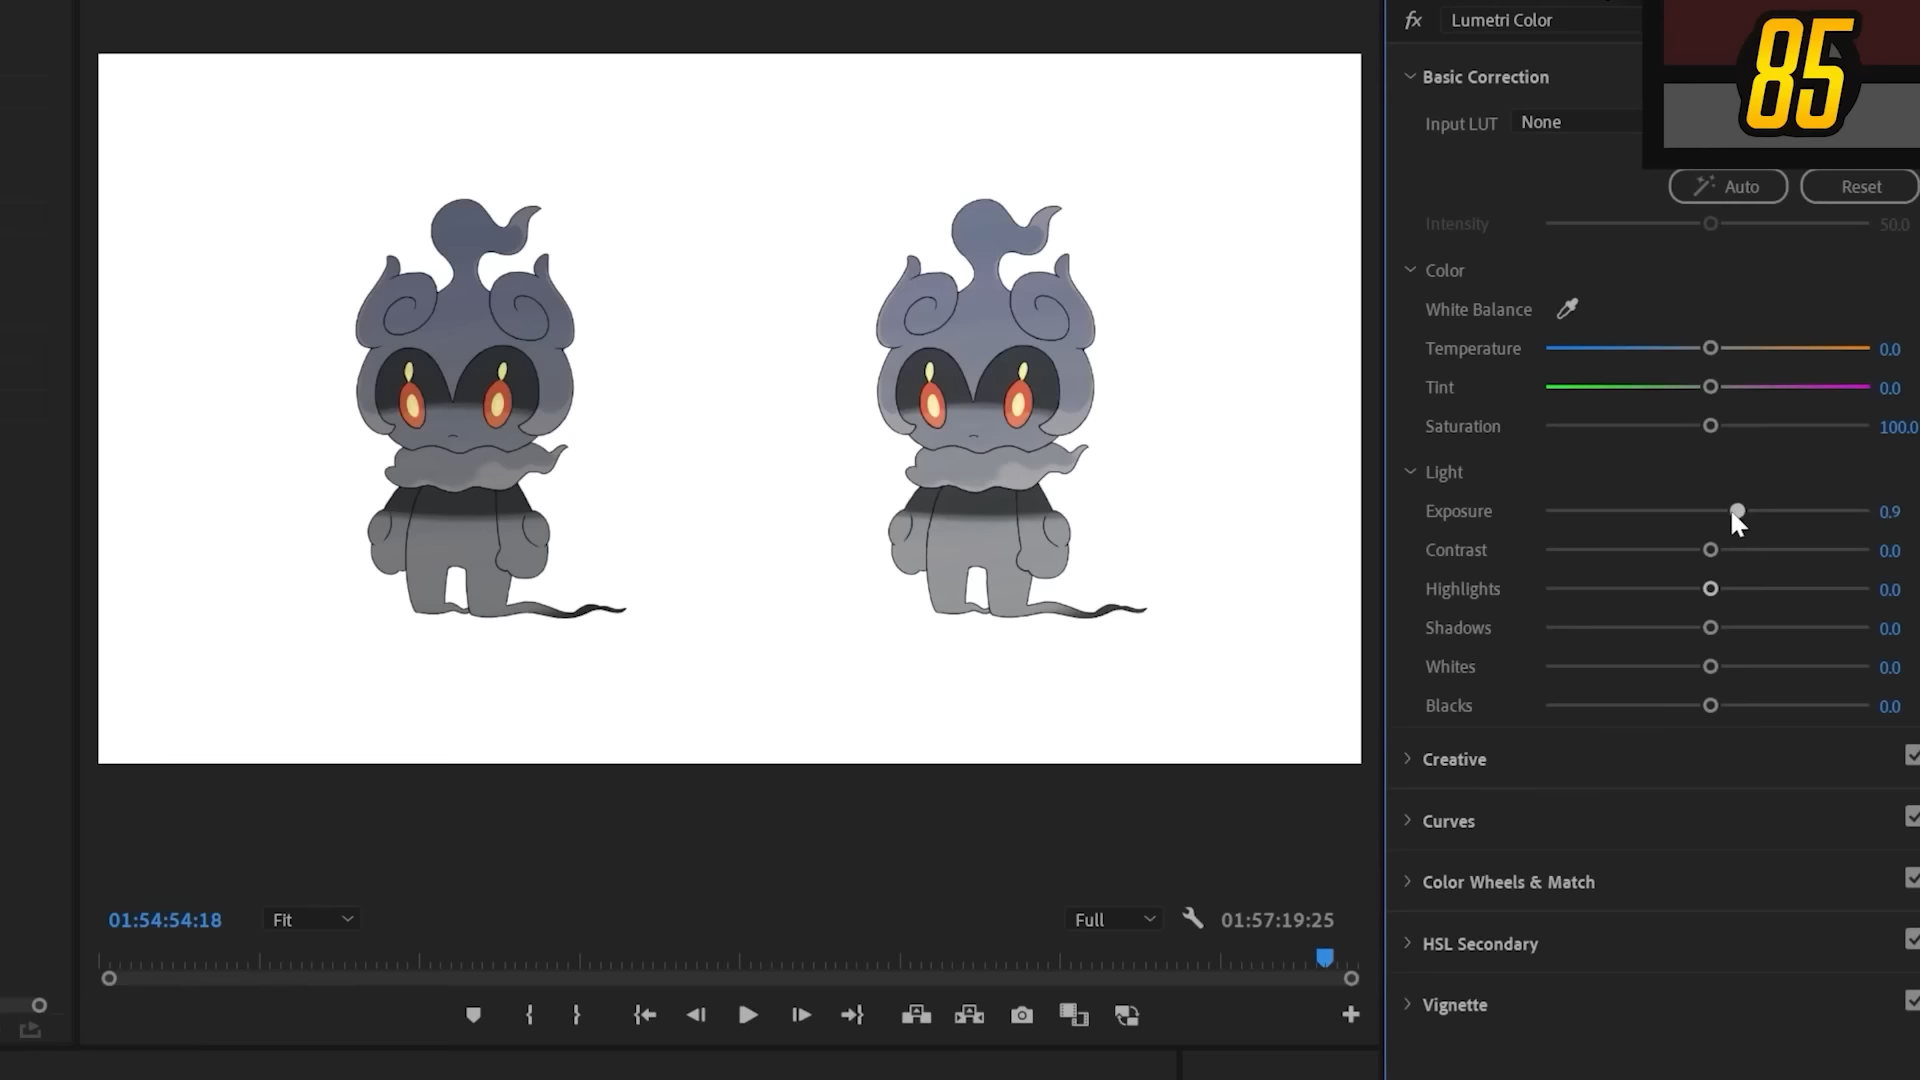 fx Lumetri Color
85
Basic Correction
Input LUT None
Auto Reset
Intensity 50.0
Color
White Balance
Temperature 0.0
Tint 0.0
Saturation 100.0
Light
Exposure 0.9
Contrast 0.0
Highlights 0.0
Shadows 0.0
Whites 0.0
Blacks 0.0
Creative
Curves
Color Wheels & Match
HSL Secondary
Vignette
01:54:54:18 Fit Full 01:57:19:25